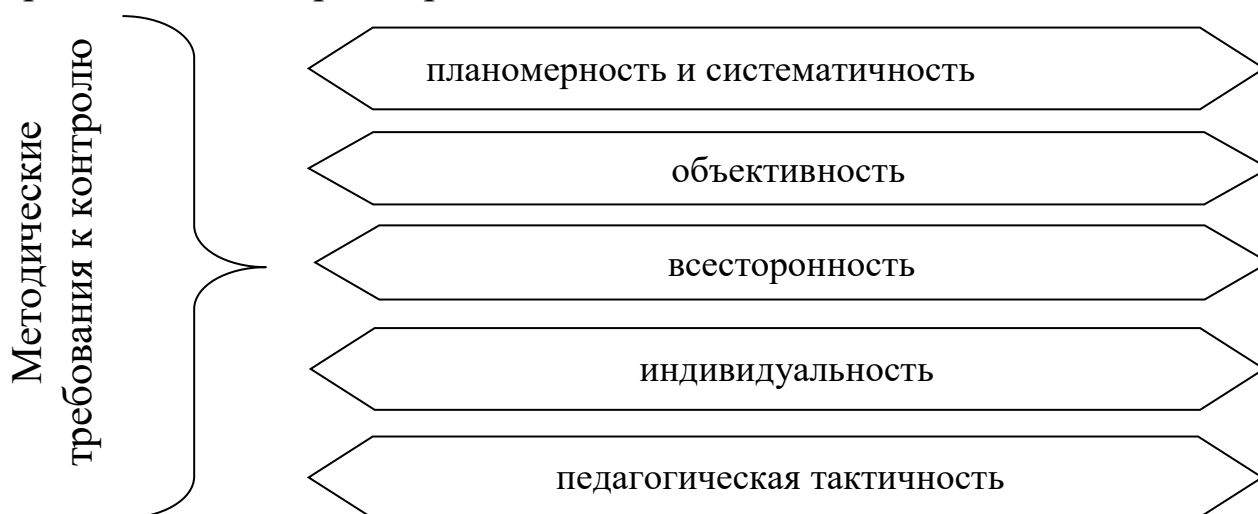 Методические
требования к контролю
планомерность и систематичность
объективность
всесторонность
индивидуальность
педагогическая тактичность